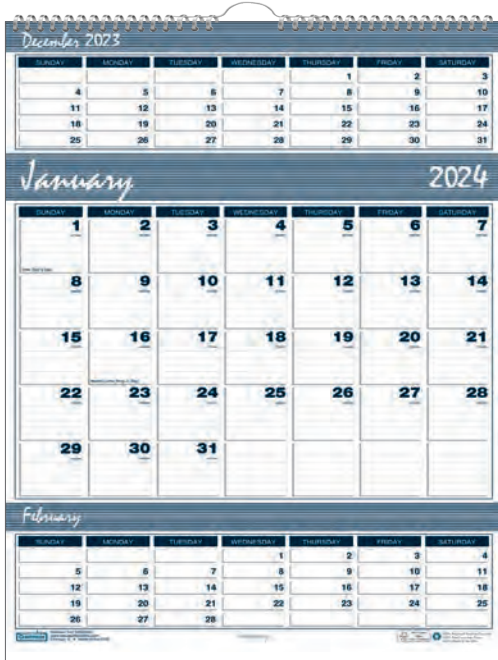 December 2023
SUNDAY MONDAY TUESDAY WEDNESDAY THURSDAY FRIDAY SATURDAY
1 2 3
4 5 6 7 8 9 10
11 12 13 14 15 16 17
18 19 20 21 22 23 24
25 26 27 28 29 30 31
January 2024
SUNDAY MONDAY TUESDAY WEDNESDAY THURSDAY FRIDAY SATURDAY
1 2 3 4 5 6 7
8 9 10 11 12 13 14
15 16 17 18 19 20 21
22 23 24 25 26 27 28
29 30 31
February
SUNDAY MONDAY TUESDAY WEDNESDAY THURSDAY FRIDAY SATURDAY
1 2 3 4
5 6 7 8 9 10 11
12 13 14 15 16 17 18
19 20 21 22 23 24 25
26 27 28